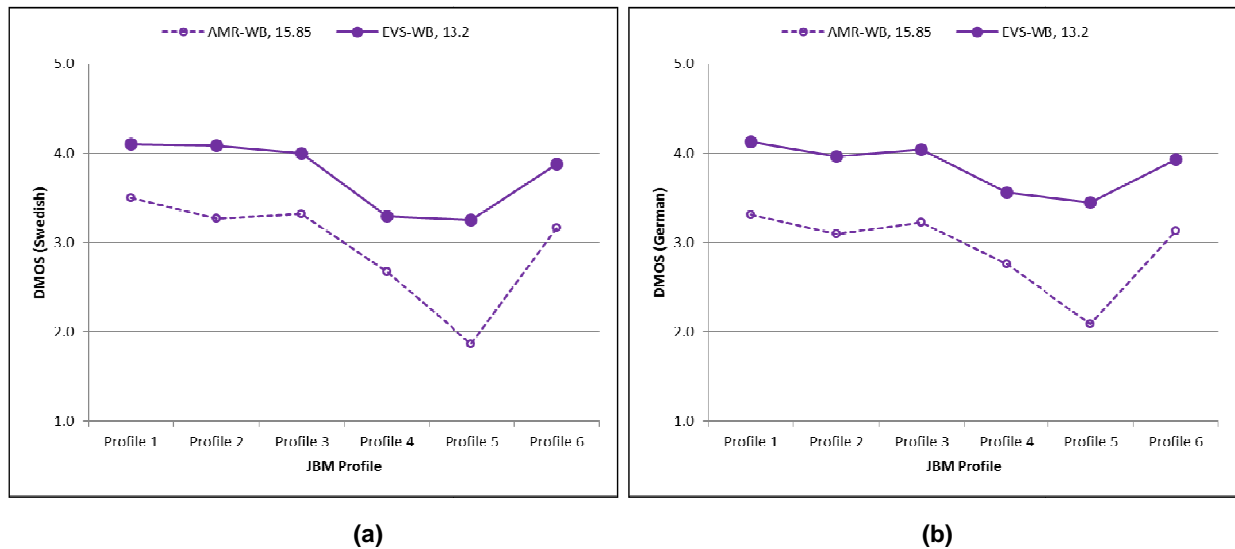 AMR-WB, 15.85 EVS-WB, 13.2
5.0
4.0
3.0
2.0
1.0
DMOS (Swedish)
Profile 1 Profile 2 Profile 3 Profile 4 Profile 5 Profile 6
JBM Profile
(a)
AMR-WB, 15.85 EVS-WB, 13.2
5.0
4.0
3.0
2.0
1.0
DMOS (German)
Profile 1 Profile 2 Profile 3 Profile 4 Profile 5 Profile 6
JBM Profile
(b)